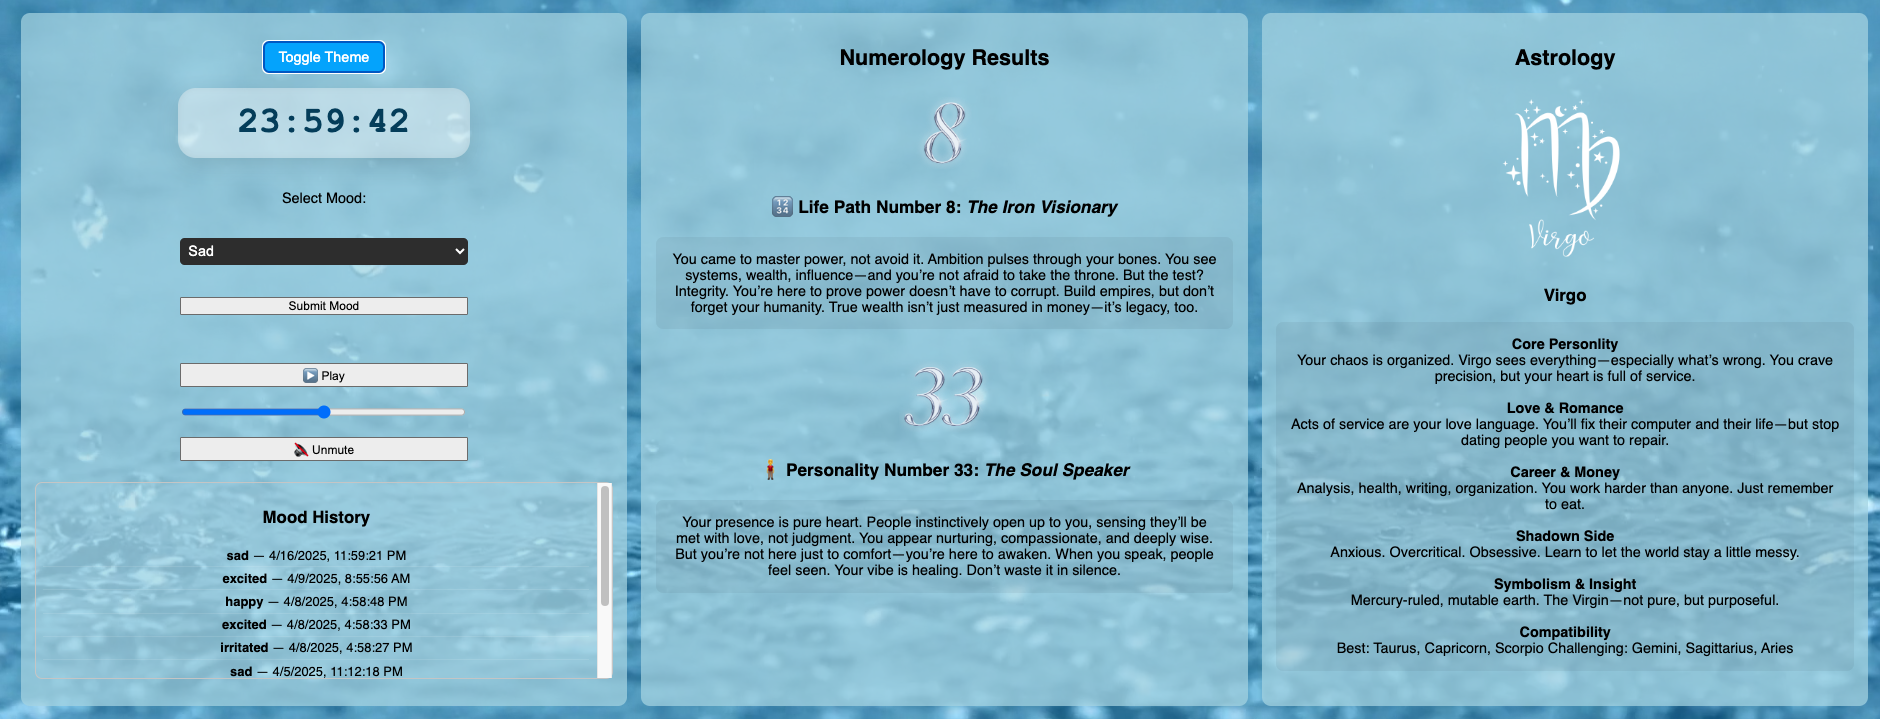 Toggle Theme
23:59:42
Select Mood:
Sad
Submit Mood
▶️ Play
🔇 Unmute
Mood History
sad — 4/16/2025, 11:59:21 PM
excited — 4/9/2025, 8:55:56 AM
happy — 4/8/2025, 4:58:48 PM
excited — 4/8/2025, 4:58:33 PM
irritated — 4/8/2025, 4:58:27 PM
sad — 4/5/2025, 11:12:18 PM
Numerology Results
8
🔢 Life Path Number 8: The Iron Visionary
You came to master power, not avoid it. Ambition pulses through your bones. You see
systems, wealth, influence—and you’re not afraid to take the throne. But the test?
Integrity. You’re here to prove power doesn’t have to corrupt. Build empires, but don’t
forget your humanity. True wealth isn’t just measured in money—it’s legacy, too.
33
Personality Number 33: The Soul Speaker
Your presence is pure heart. People instinctively open up to you, sensing they’ll be
met with love, not judgment. You appear nurturing, compassionate, and deeply wise.
But you’re not here just to comfort—you’re here to awaken. When you speak, people
feel seen. Your vibe is healing. Don’t waste it in silence.
Astrology
Virgo
Virgo
Core Personlity
Your chaos is organized. Virgo sees everything—especially what’s wrong. You crave
precision, but your heart is full of service.
Love & Romance
Acts of service are your love language. You’ll fix their computer and their life—but stop
dating people you want to repair.
Career & Money
Analysis, health, writing, organization. You work harder than anyone. Just remember
to eat.
Shadown Side
Anxious. Overcritical. Obsessive. Learn to let the world stay a little messy.
Symbolism & Insight
Mercury-ruled, mutable earth. The Virgin—not pure, but purposeful.
Compatibility
Best: Taurus, Capricorn, Scorpio Challenging: Gemini, Sagittarius, Aries